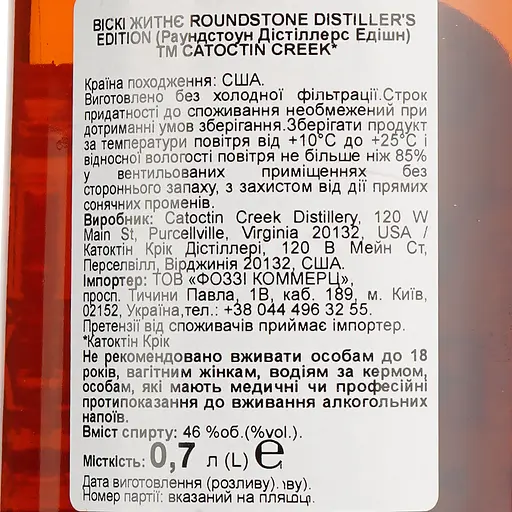 ВІСКІ ЖИТНЄ ROUNDSTONE DISTILLER'S
EDITION (Раундстоун Дістіллерс Едішн)
ТМ CATOCTIN CREEK*
Країна походження: США.
Виготовлено без холодної фільтрації.Строк
придатності до споживання необмежений при
дотриманні умов зберігання.Зберігати продукт
за температури повітря від +10°С до +25°С і
відносної вологості повітря не більше ніж 85%
у вентильованих приміщеннях без
стороннього запаху, з захистом від дії прямих
сонячних променів.
Виробник: Catoctin Creek Distillery, 120 W
Main St, Purcellville, Virginia 20132, USA /
Катоктін Крік Дістіллері, 120 В Мейн Ст,
Перселвілл, Вірджинія 20132, США.
Імпортер: ТОВ «ФОЗЗІ КОММЕРЦ»,
просп. Тичини Павла, 1В, каб. 189, м. Київ,
02152, Україна,тел.: +38 044 496 32 55.
Претензії від споживачів приймає імпортер.
*Катоктін Крік
Не рекомендовано вживати особам до 18
років, вагітним жінкам, водіям за кермом,
особам, які мають медичні чи професійні
протипоказання до вживання алкогольних
напоїв.
Вміст спирту: 46 %об.(%vol.).
Місткість: 0,7 л (L) ℮
Дата виготовлення (розливу).
Номер партії: вказаний на пляшці.